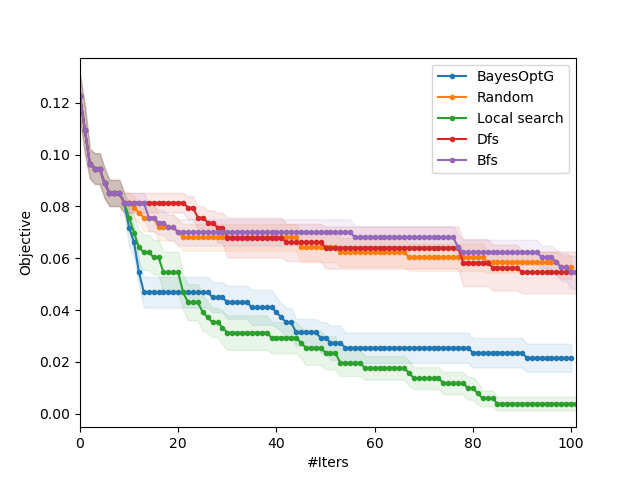 BayesOptG
Random
Local search
Dfs
Bfs
0.12
0.10
0.08
0.06
0.04
0.02
0.00
Objective
0 20 40 60 80 100
#Iters